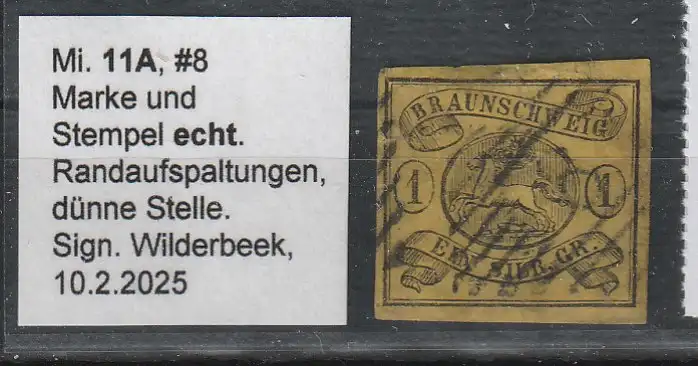 Mi. 11A, #8
Marke und
Stempel echt.
Randaufspaltungen,
dünne Stelle.
Sign. Wilderbeek,
10.2.2025
BRAUNSCHWEIG
1 1
EIN SILB. GR.